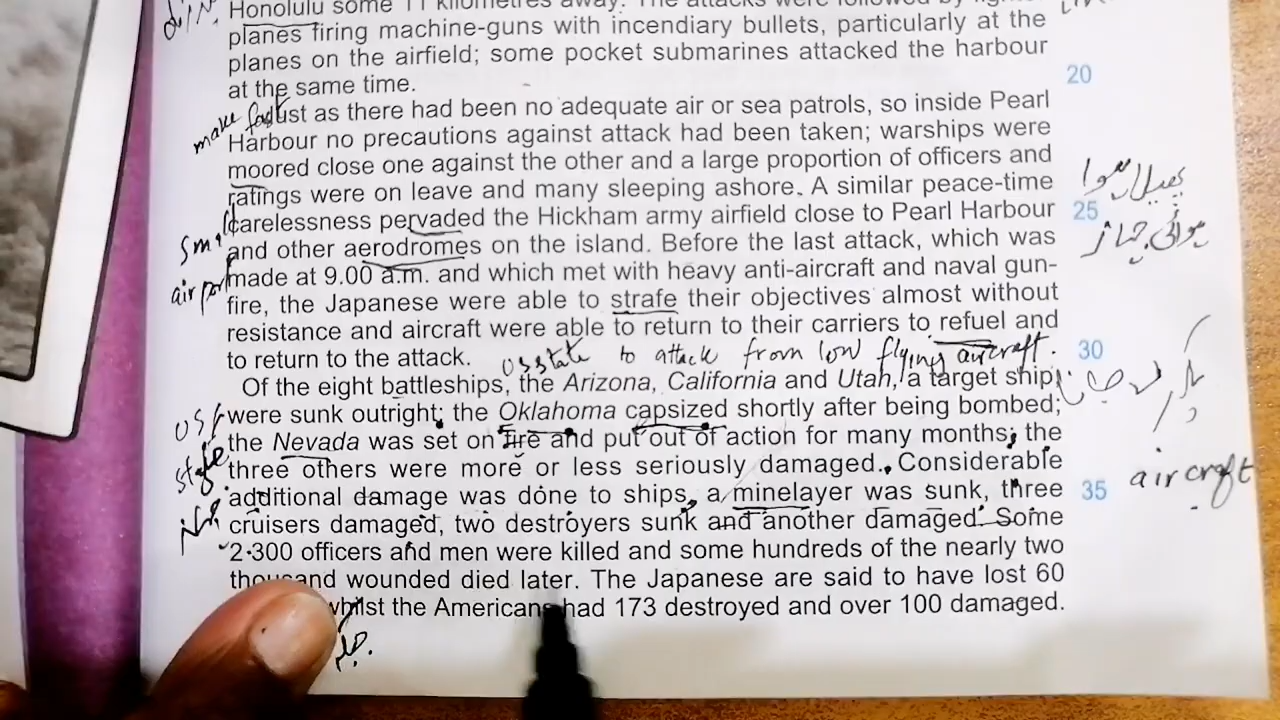 Honolulu some 11 kilometres away. The attacks were followed by
planes firing machine-guns with incendiary bullets, particularly at the
planes on the airfield; some pocket submarines attacked the harbour
at the same time.
20
make fast
Just as there had been no adequate air or sea patrols, so inside Pearl
Harbour no precautions against attack had been taken; warships were
moored close one against the other and a large proportion of officers and
ratings were on leave and many sleeping ashore. A similar peace-time
carelessness pervaded the Hickham army airfield close to Pearl Harbour 25
پھیلا ہوا
small
and other aerodromes on the island. Before the last attack, which was
ہوائی جہاز
airport
made at 9.00 a.m. and which met with heavy anti-aircraft and naval gun-
fire, the Japanese were able to strafe their objectives almost without
resistance and aircraft were able to return to their carriers to refuel and
to return to the attack. to attack from low flying aircraft. 30
Of the eight battleships, the Arizona, California and Utah, a target ship,
were sunk outright; the Oklahoma capsized shortly after being bombed;
the Nevada was set on fire and put out of action for many months; the
three others were more or less seriously damaged. Considerable
aircraft
additional damage was done to ships, a minelayer was sunk, three 35
cruisers damaged, two destroyers sunk and another damaged. Some
2·300 officers and men were killed and some hundreds of the nearly two
thousand wounded died later. The Japanese are said to have lost 60
whilst the Americans had 173 destroyed and over 100 damaged.